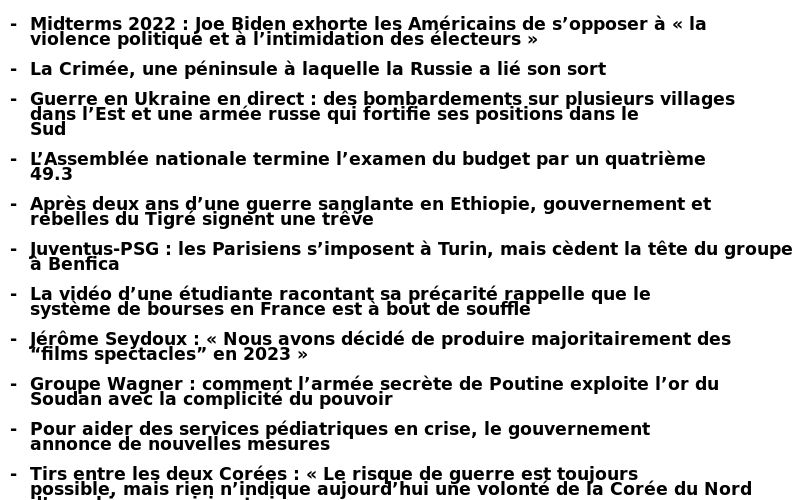 - Midterms 2022 : Joe Biden exhorte les Américains de s’opposer à « la
violence politique et à l’intimidation des électeurs »
- La Crimée, une péninsule à laquelle la Russie a lié son sort
- Guerre en Ukraine en direct : des bombardements sur plusieurs villages
dans l’Est et une armée russe qui fortifie ses positions dans le
Sud
- L’Assemblée nationale termine l’examen du budget par un quatrième
49.3
- Après deux ans d’une guerre sanglante en Ethiopie, gouvernement et
rebelles du Tigré signent une trêve
- Juventus-PSG : les Parisiens s’imposent à Turin, mais cèdent la tête du groupe
à Benfica
- La vidéo d’une étudiante racontant sa précarité rappelle que le
système de bourses en France est à bout de souffle
- Jérôme Seydoux : « Nous avons décidé de produire majoritairement des
“films spectacles” en 2023 »
- Groupe Wagner : comment l’armée secrète de Poutine exploite l’or du
Soudan avec la complicité du pouvoir
- Pour aider des services pédiatriques en crise, le gouvernement
annonce de nouvelles mesures
- Tirs entre les deux Corées : « Le risque de guerre est toujours
possible, mais rien n’indique aujourd’hui une volonté de la Corée du Nord